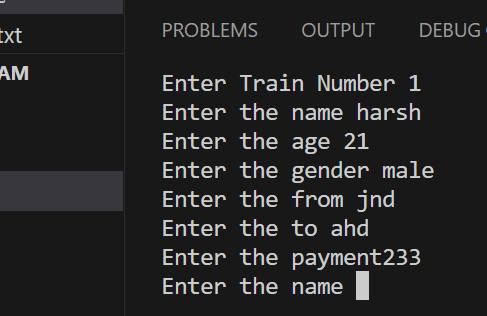 txt
AM
PROBLEMS OUTPUT DEBUG
Enter Train Number 1
Enter the name harsh
Enter the age 21
Enter the gender male
Enter the from jnd
Enter the to ahd
Enter the payment233
Enter the name